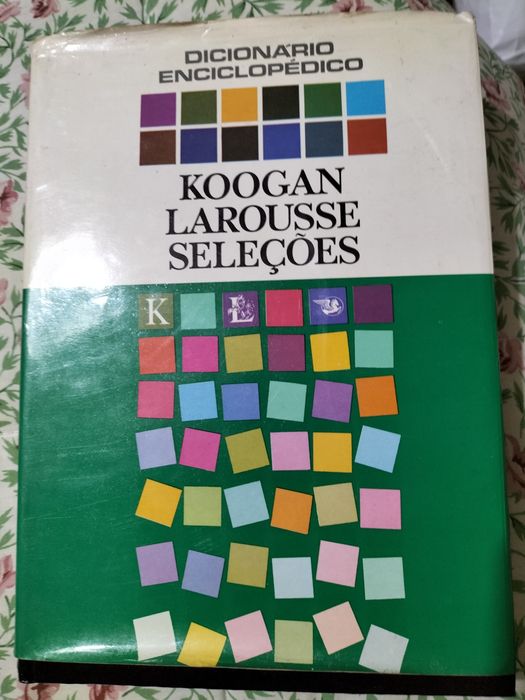 DICIONÁRIO
ENCICLOPÉDICO
KOOGAN
LAROUSSE
SELEÇÕES
K L